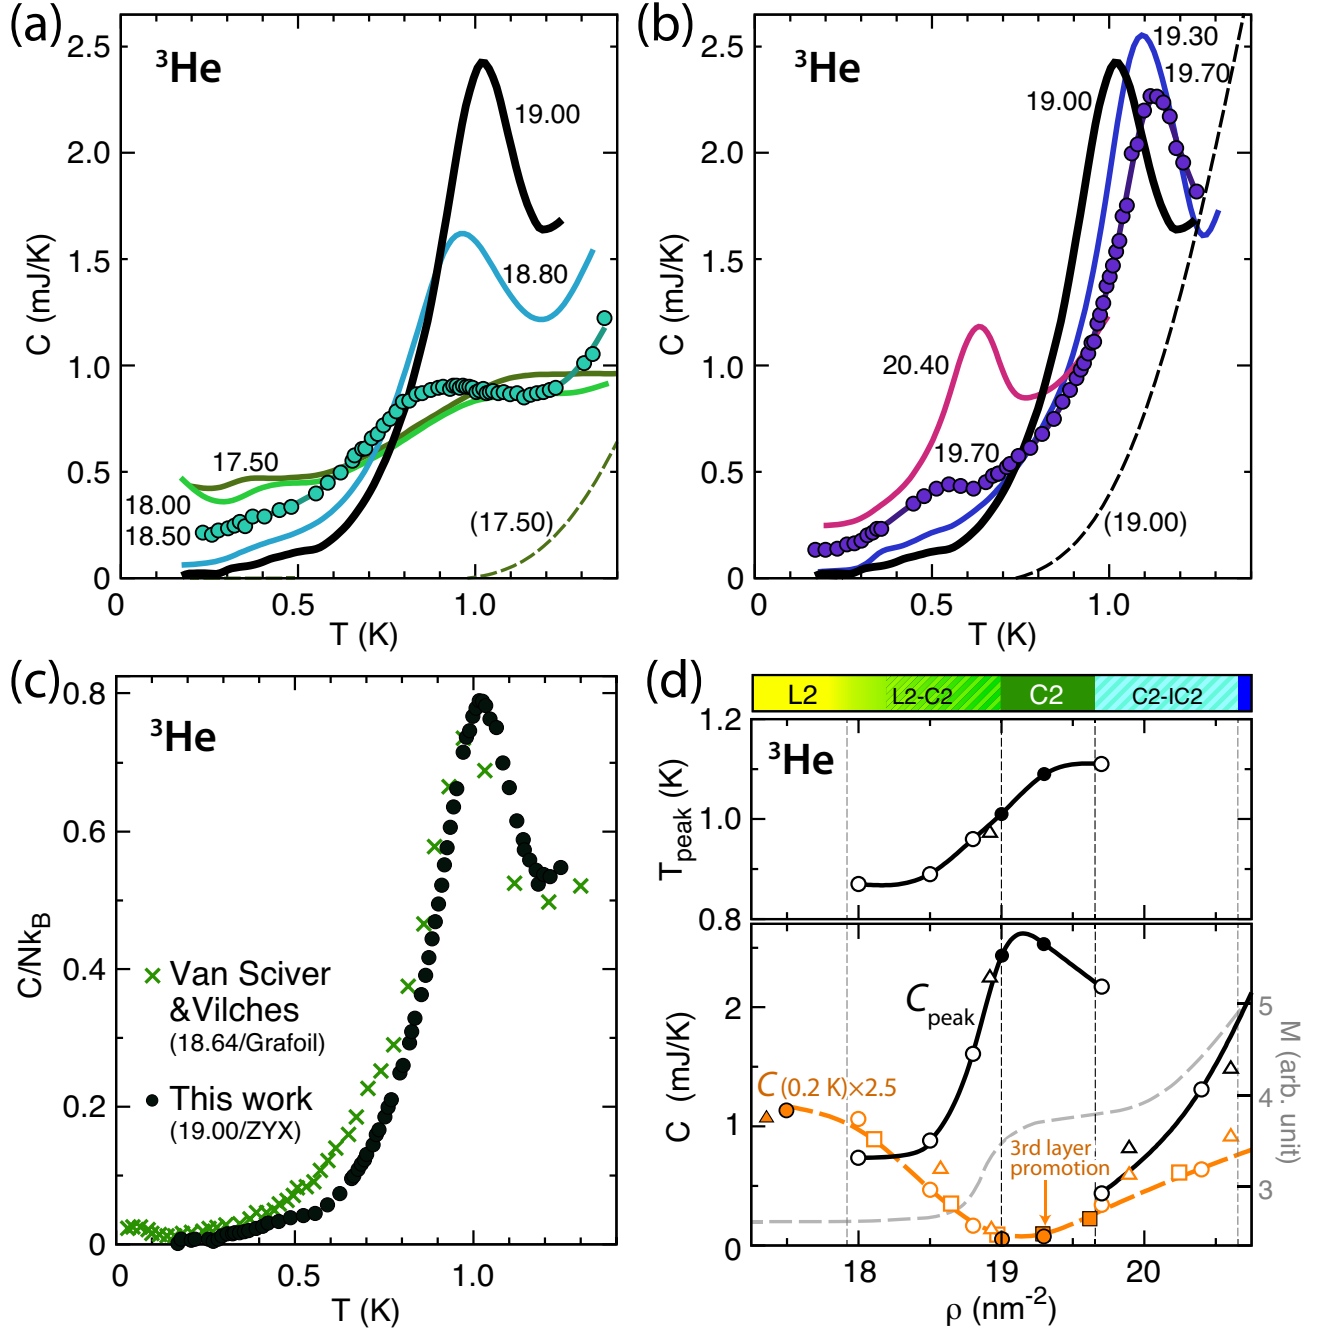 (a)
³He
2.5
2.0
1.5
1.0
0.5
0
C (mJ/K)
19.00
18.80
17.50
18.00
18.50
(17.50)
0
0.5
1.0
T (K)
(b)
³He
2.5
2.0
1.5
1.0
0.5
0
C (mJ/K)
19.30
19.70
19.00
20.40
19.70
(19.00)
0
0.5
1.0
T (K)
(c)
³He
0.8
0.6
0.4
0.2
0
C/Nk_B
× Van Sciver
&Vilches
(18.64/Grafoil)
● This work
(19.00/ZYX)
0
0.5
1.0
T (K)
(d)
L2
L2-C2
C2
C2-IC2
³He
1.2
1.0
0.8
T_peak (K)
C_peak
C (0.2 K)×2.5
3rd layer
promotion
2
1
0
C (mJ/K)
5
4
3
M (arb. unit)
18
19
20
ρ (nm⁻²)